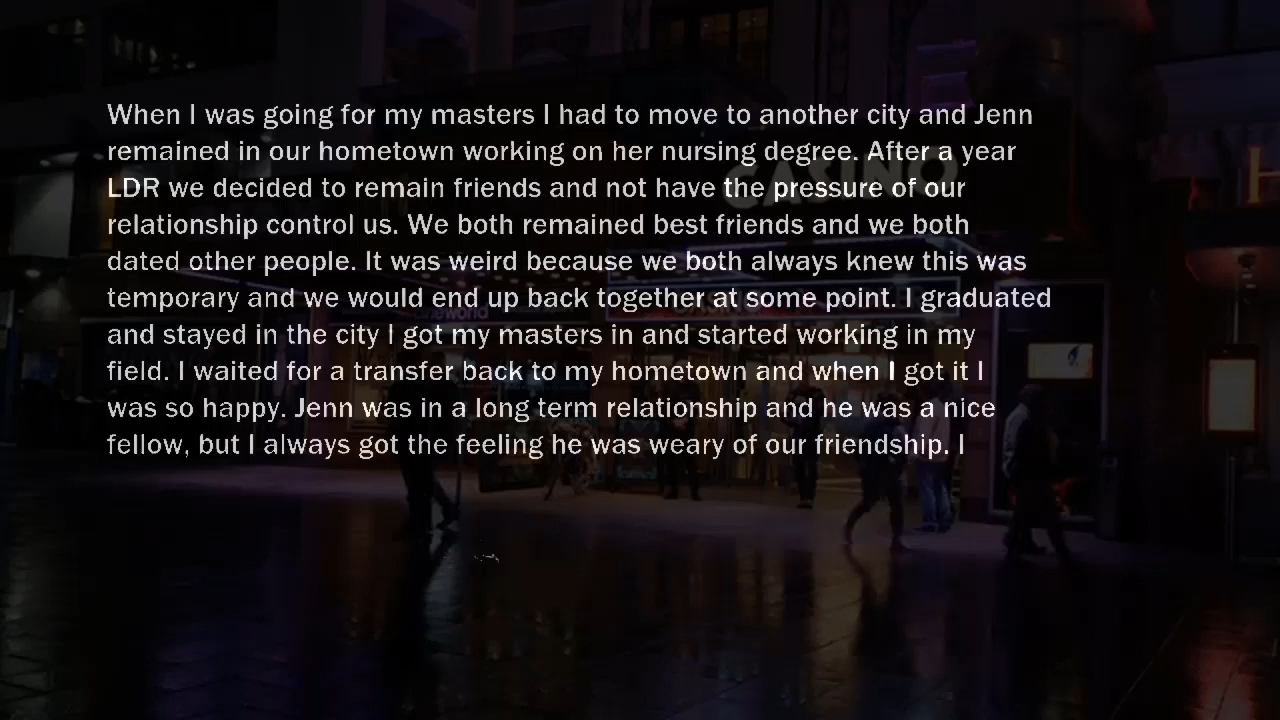 When I was going for my masters I had to move to another city and Jenn
remained in our hometown working on her nursing degree. After a year
LDR we decided to remain friends and not have the pressure of our
relationship control us. We both remained best friends and we both
dated other people. It was weird because we both always knew this was
temporary and we would end up back together at some point. I graduated
and stayed in the city I got my masters in and started working in my
field. I waited for a transfer back to my hometown and when I got it I
was so happy. Jenn was in a long term relationship and he was a nice
fellow, but I always got the feeling he was weary of our friendship. I
CASINO